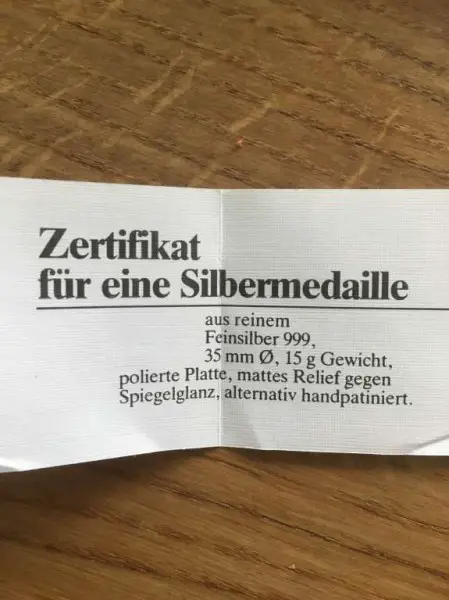 Zertifikat
für eine Silbermedaille
aus reinem
Feinsilber 999,
35 mm Ø, 15 g Gewicht,
polierte Platte, mattes Relief gegen
Spiegelglanz, alternativ handpatiniert.